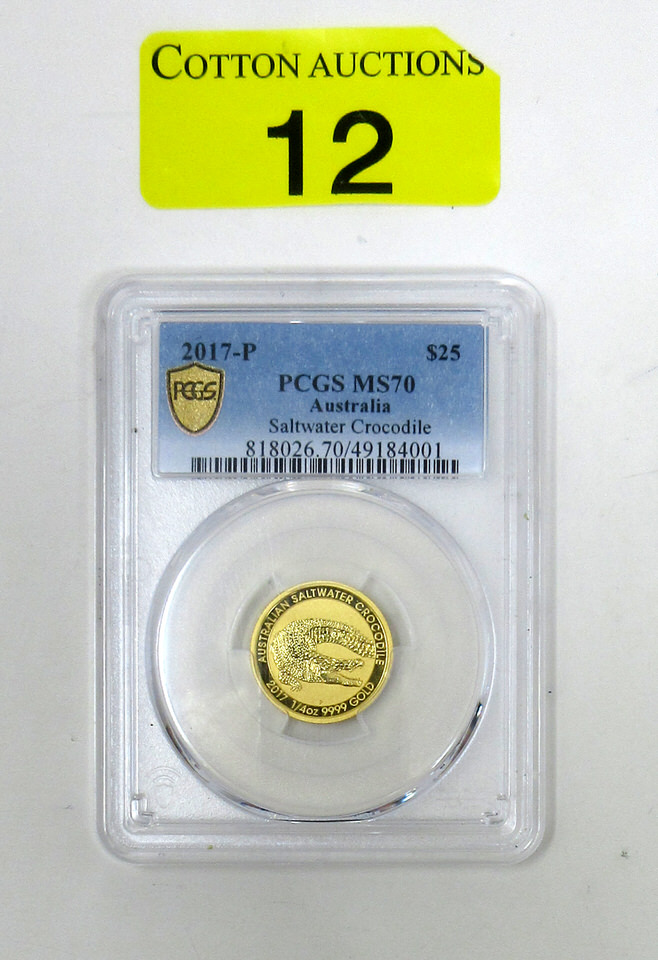 COTTON AUCTIONS
12
2017-P $25
PCGS
PCGS MS70
Australia
Saltwater Crocodile
818026.70/49184001
AUSTRALIAN SALTWATER CROCODILE
2017 1/4oz 9999 GOLD